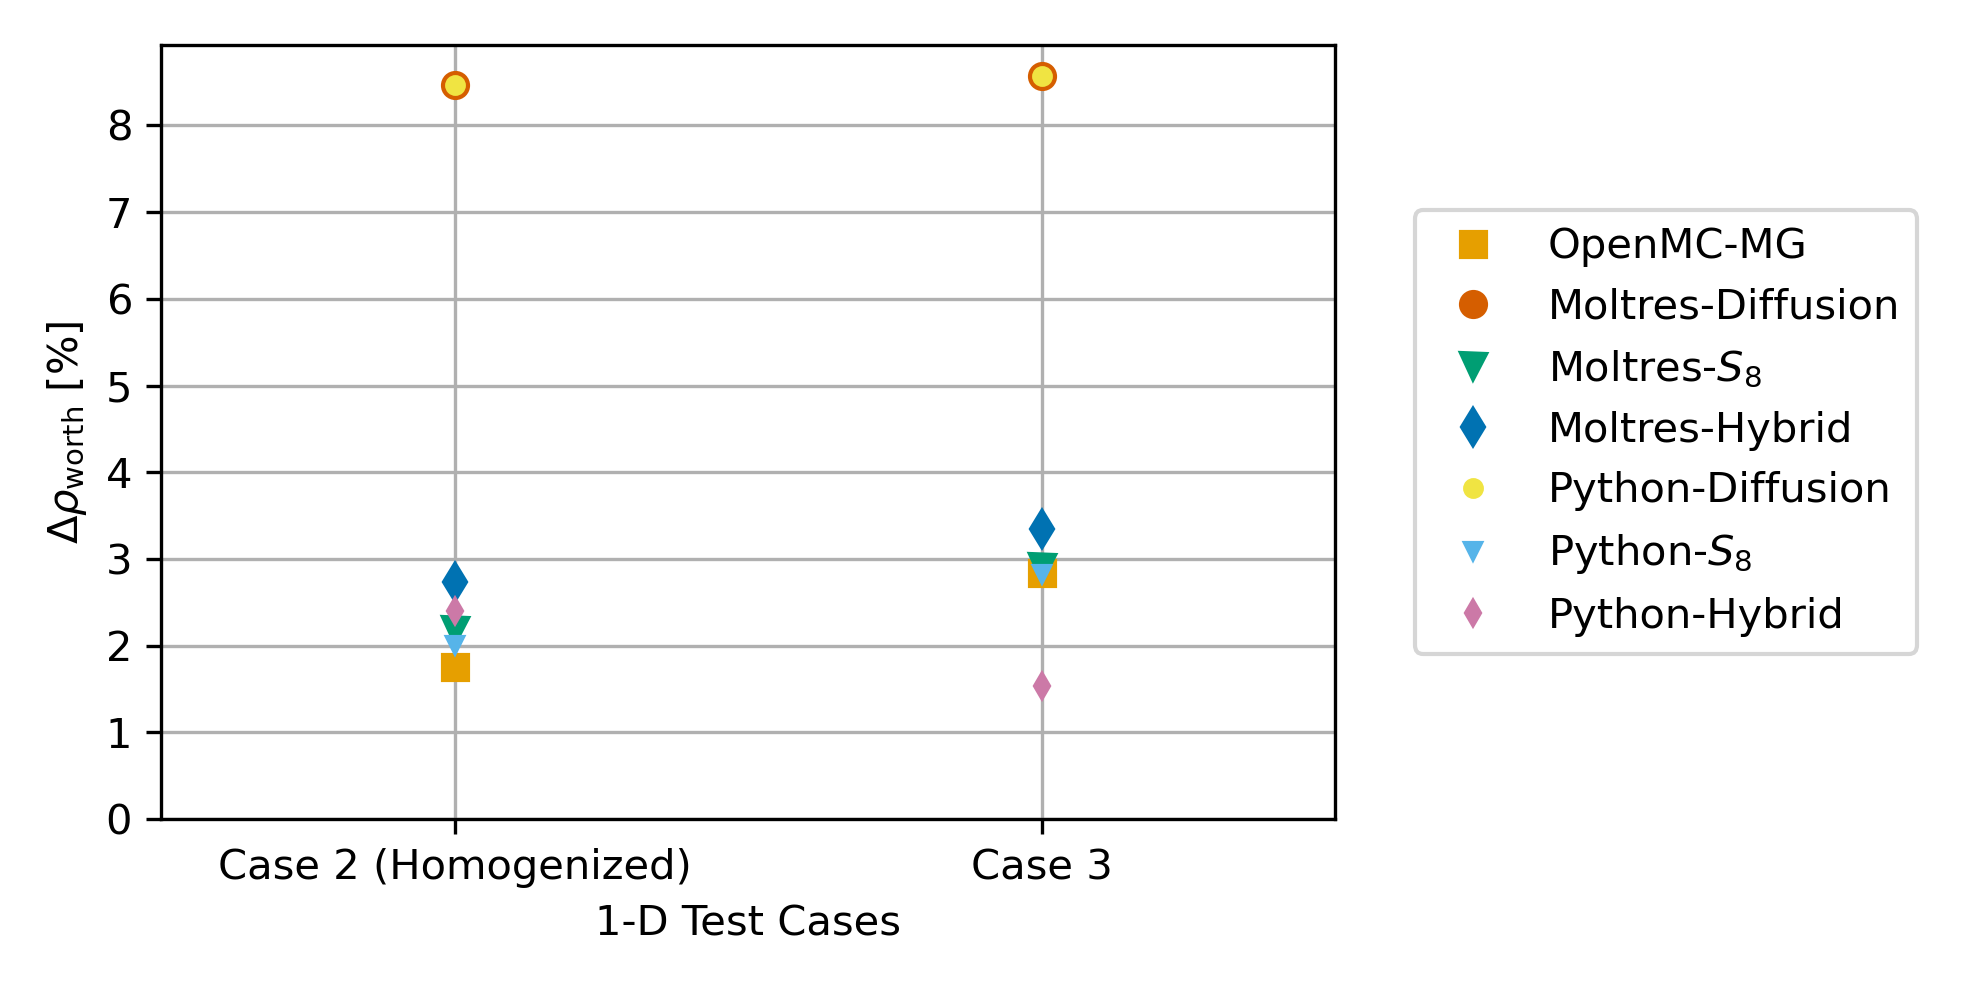 8
7
6
5
4
3
2
1
0
Δρworth [%]
Case 2 (Homogenized)
Case 3
1-D Test Cases
OpenMC-MG
Moltres-Diffusion
Moltres-S8
Moltres-Hybrid
Python-Diffusion
Python-S8
Python-Hybrid